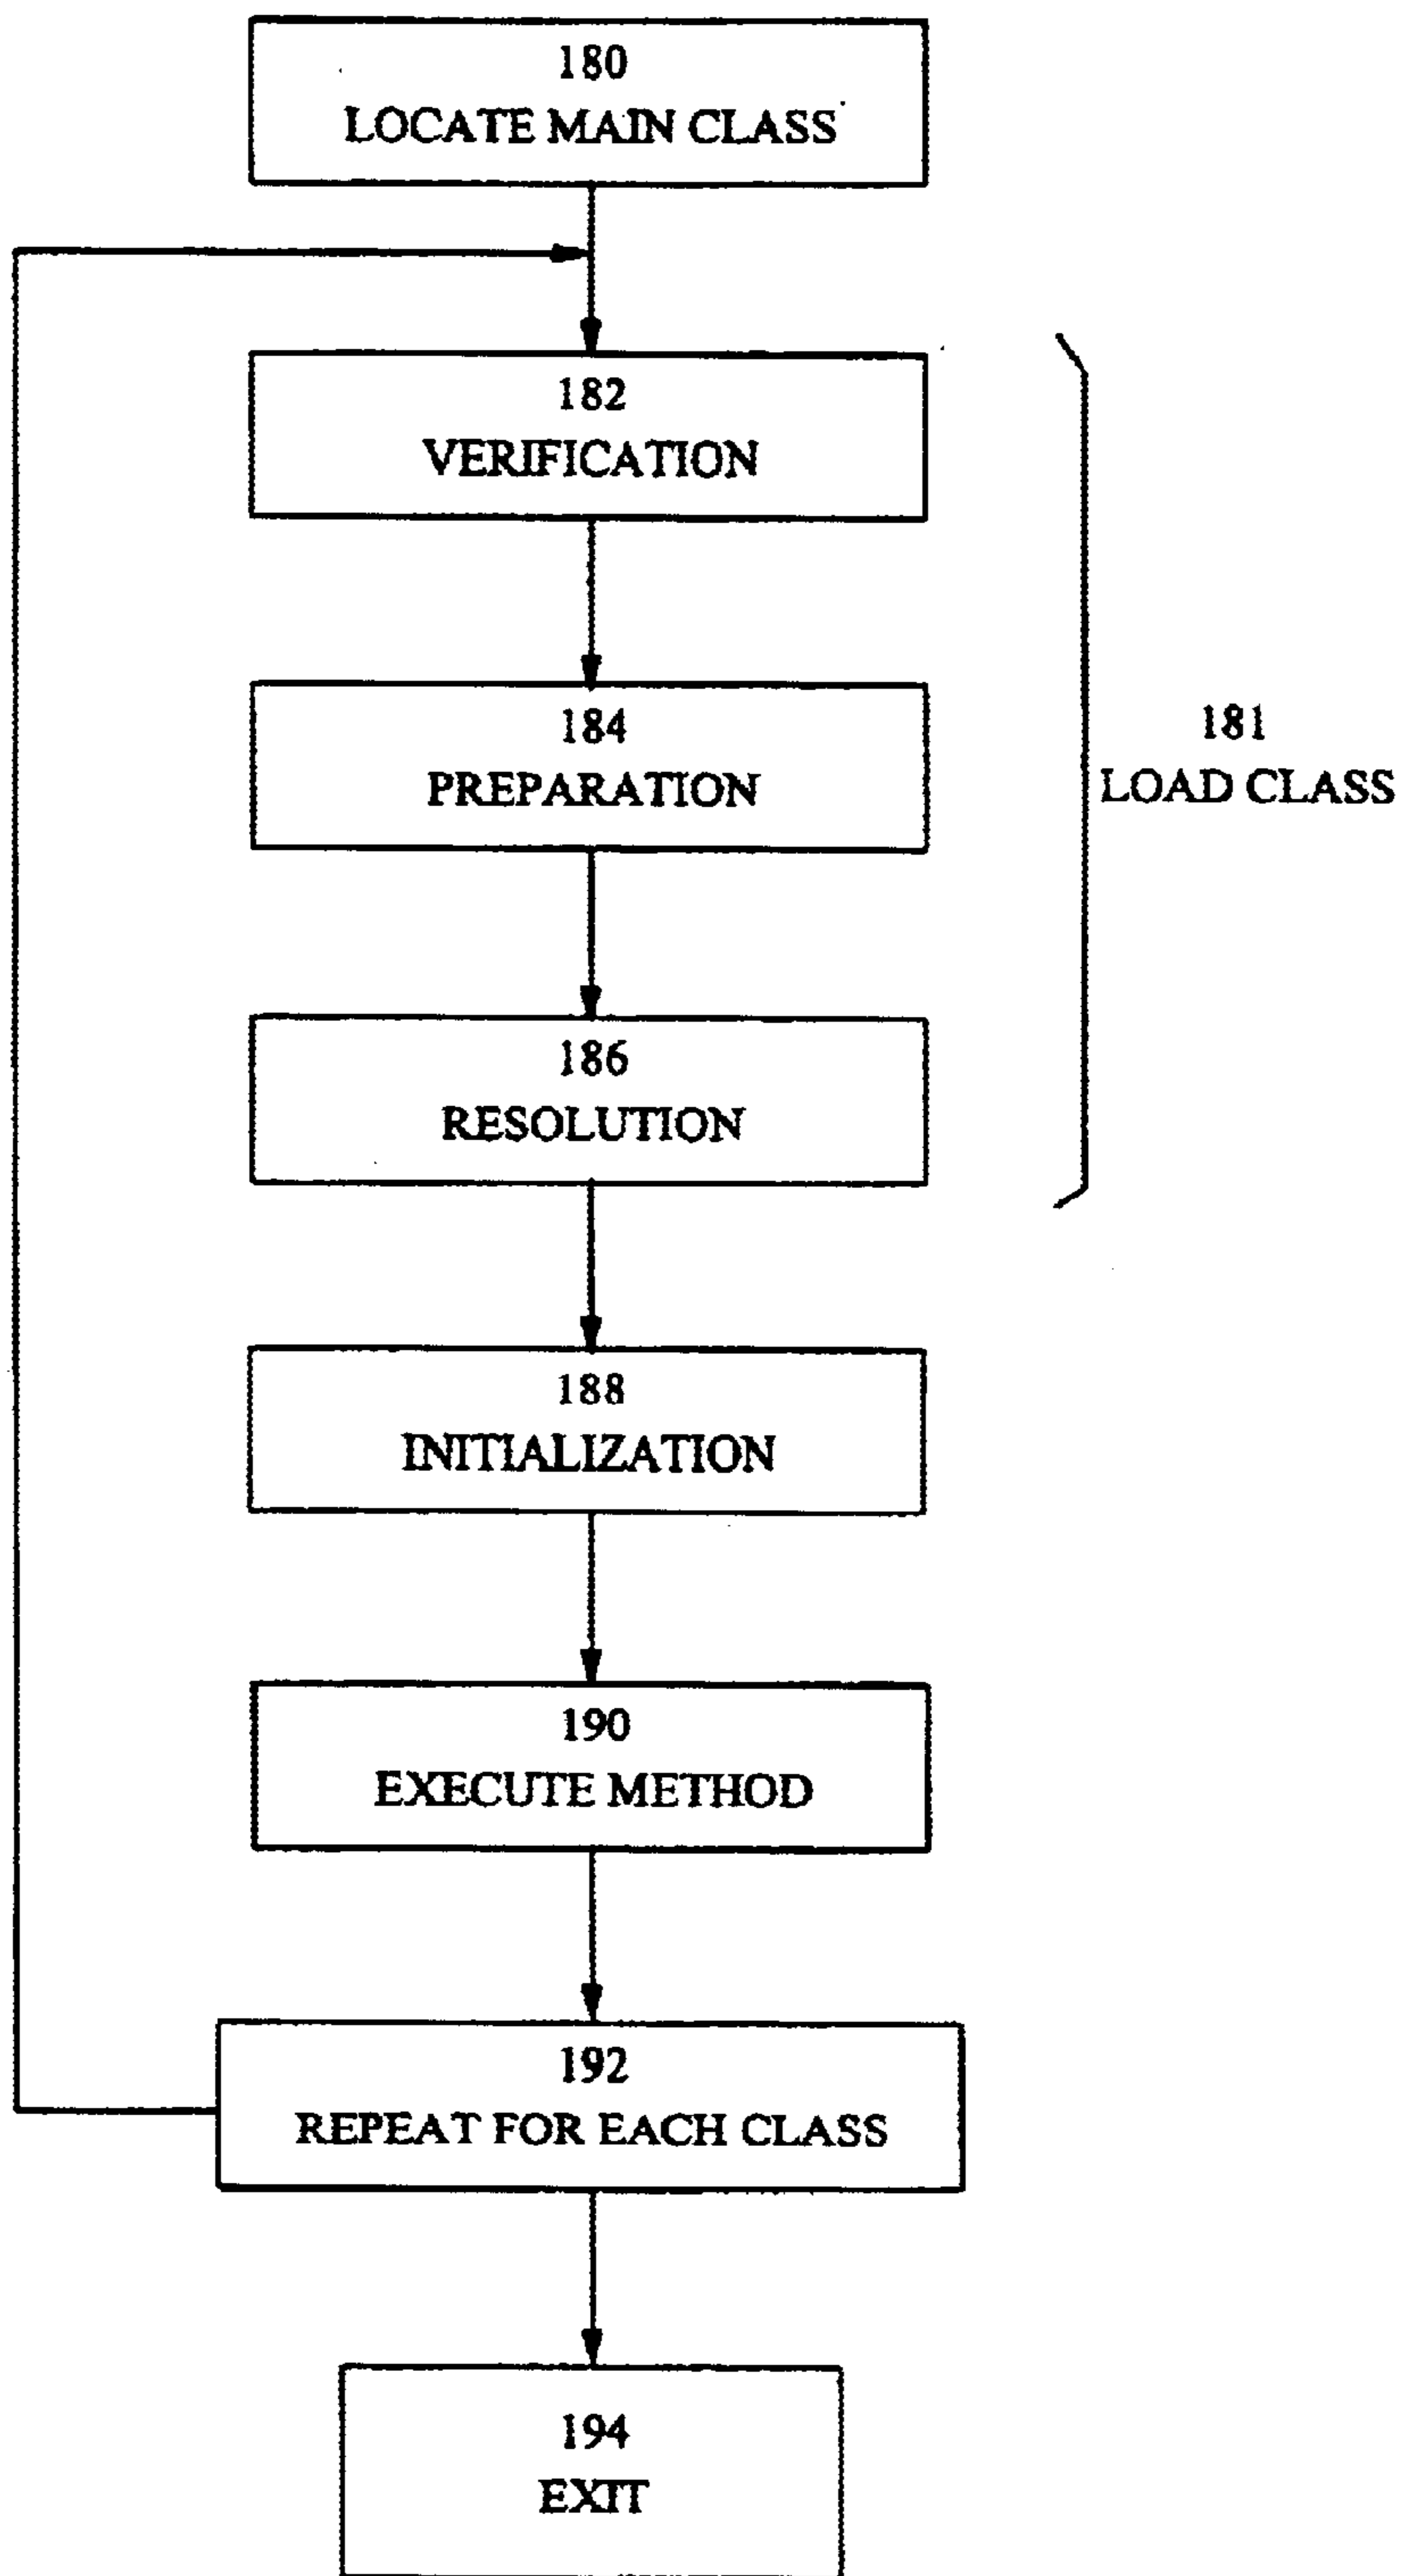 180
LOCATE MAIN CLASS
182
VERIFICATION
184
PREPARATION
181
LOAD CLASS
186
RESOLUTION
188
INITIALIZATION
190
EXECUTE METHOD
192
REPEAT FOR EACH CLASS
194
EXIT